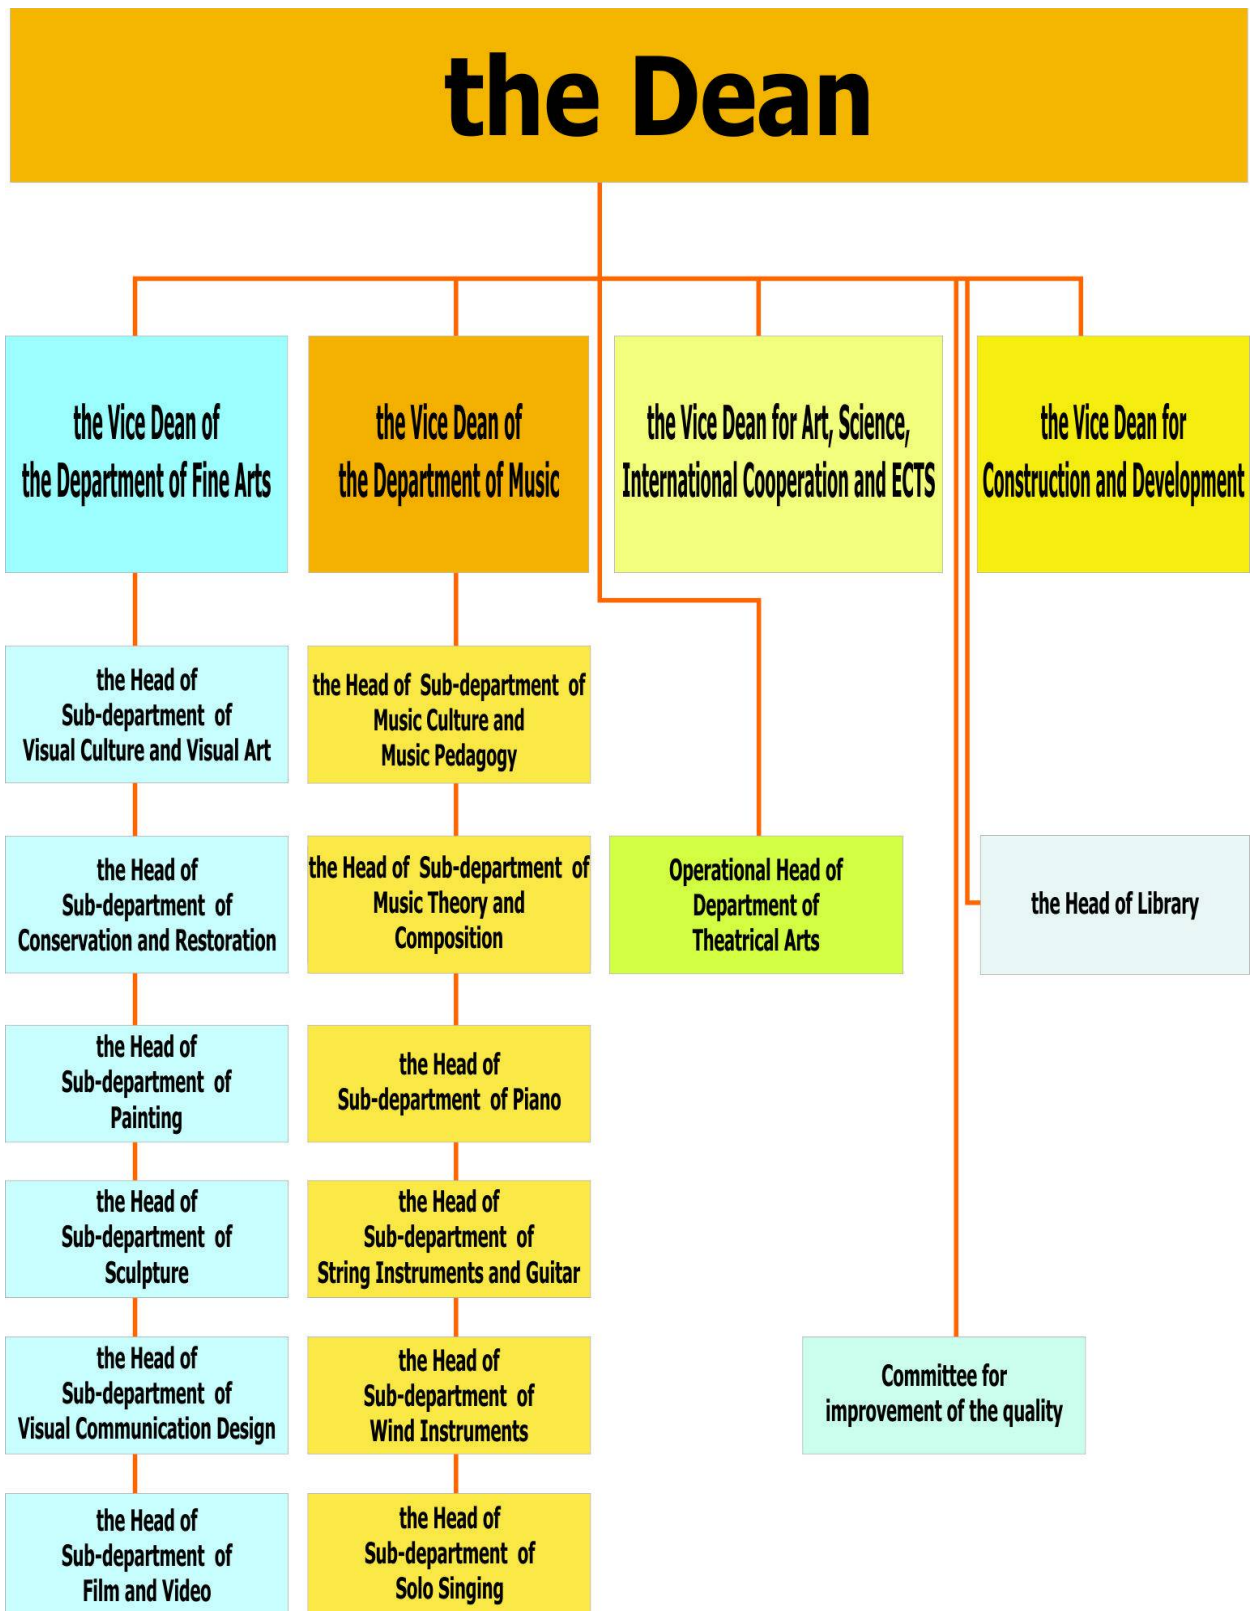 the Dean
the Vice Dean of
the Department of Fine Arts
the Vice Dean of
the Department of Music
the Vice Dean for Art, Science,
International Cooperation and ECTS
the Vice Dean for
Construction and Development
the Head of
Sub-department of
Visual Culture and Visual Art
the Head of Sub-department of
Music Culture and
Music Pedagogy
the Head of
Sub-department of
Conservation and Restoration
the Head of Sub-department of
Music Theory and
Composition
Operational Head of
Department of
Theatrical Arts
the Head of Library
the Head of
Sub-department of
Painting
the Head of
Sub-department of Piano
the Head of
Sub-department of
Sculpture
the Head of
Sub-department of
String Instruments and Guitar
the Head of
Sub-department of
Visual Communication Design
the Head of
Sub-department of
Wind Instruments
Committee for
improvement of the quality
the Head of
Sub-department of
Film and Video
the Head of
Sub-department of
Solo Singing